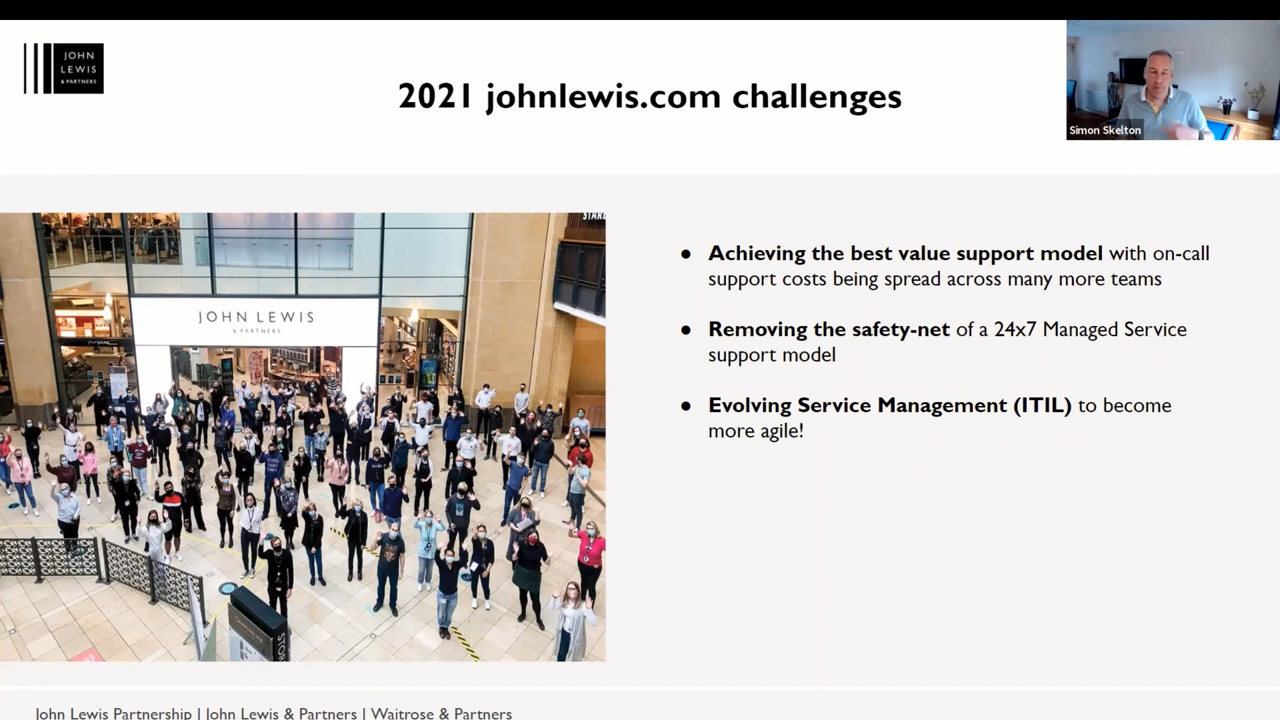 JOHN
LEWIS
& PARTNERS
2021 johnlewis.com challenges
Simon Skelton
JOHN LEWIS
& PARTNERS
● Achieving the best value support model with on-call
support costs being spread across many more teams
● Removing the safety-net of a 24x7 Managed Service
support model
● Evolving Service Management (ITIL) to become
more agile!
John Lewis Partnership | John Lewis & Partners | Waitrose & Partners